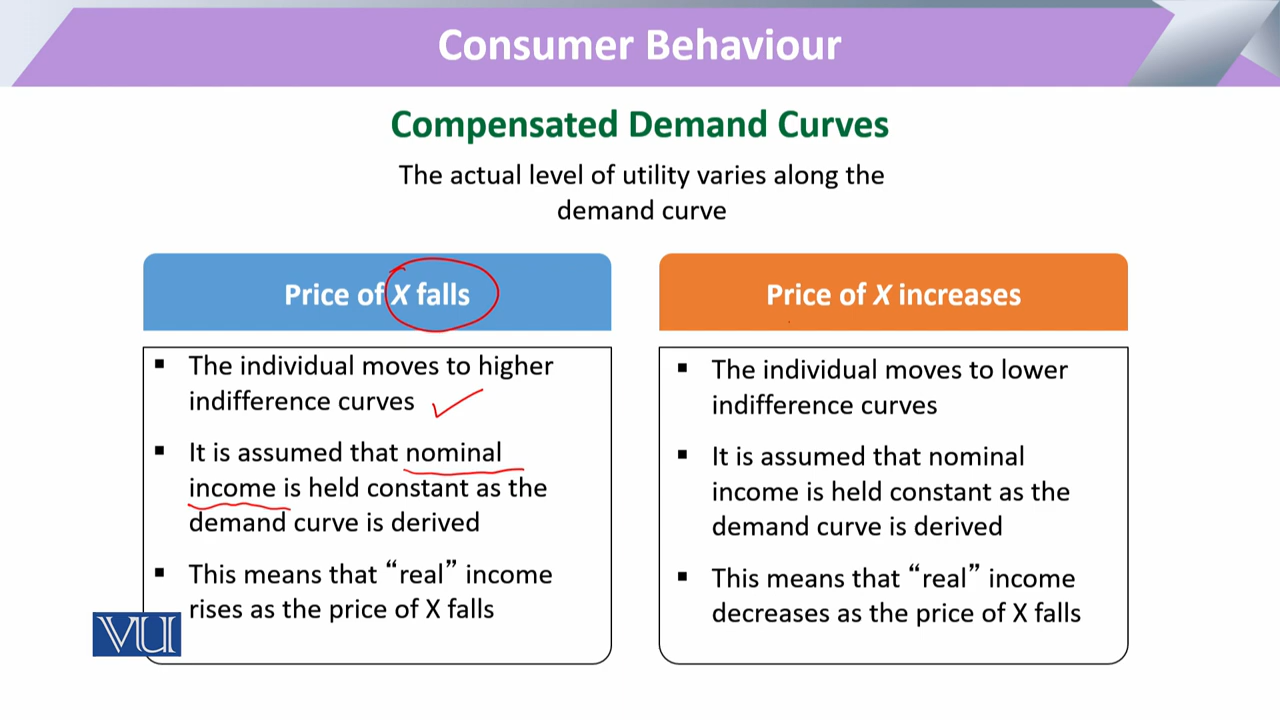 Consumer Behaviour
Compensated Demand Curves
The actual level of utility varies along the
demand curve
Price of X falls
▪ The individual moves to higher
indifference curves
▪ It is assumed that nominal
income is held constant as the
demand curve is derived
▪ This means that “real” income
rises as the price of X falls
Price of X increases
▪ The individual moves to lower
indifference curves
▪ It is assumed that nominal
income is held constant as the
demand curve is derived
▪ This means that “real” income
decreases as the price of X falls
VU